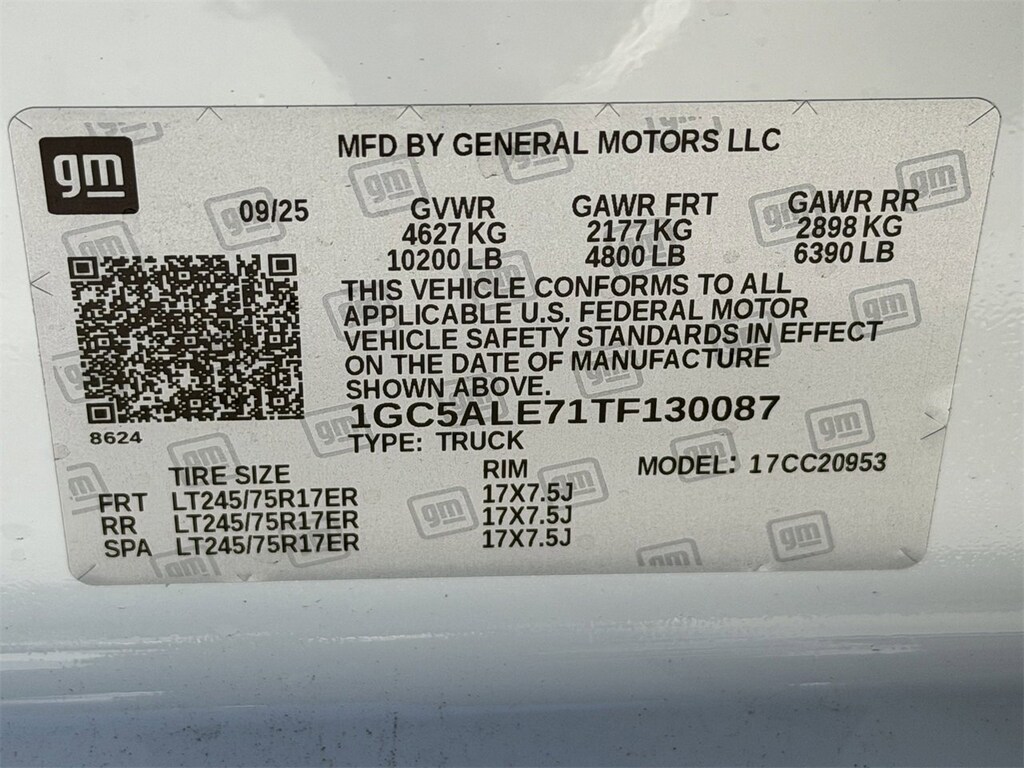 gm
MFD BY GENERAL MOTORS LLC
09/25
GVWR GAWR FRT GAWR RR
4627 KG 2177 KG 2898 KG
10200 LB 4800 LB 6390 LB
THIS VEHICLE CONFORMS TO ALL
APPLICABLE U.S. FEDERAL MOTOR
VEHICLE SAFETY STANDARDS IN EFFECT
ON THE DATE OF MANUFACTURE
SHOWN ABOVE.
1GC5ALE71TF130087
8624
TYPE: TRUCK
TIRE SIZE RIM MODEL: 17CC20953
FRT LT245/75R17ER 17X7.5J
RR LT245/75R17ER 17X7.5J
SPA LT245/75R17ER 17X7.5J